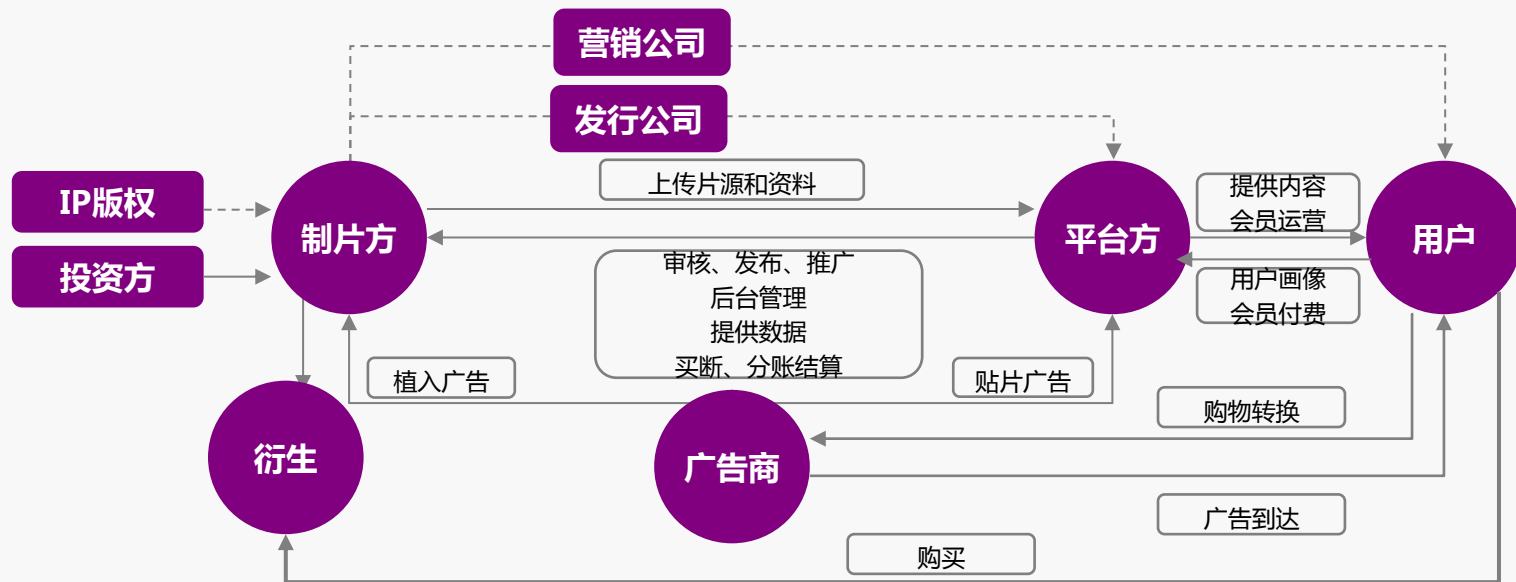 营销公司
发行公司
上传片源和资料
IP版权
投资方
制片方
平台方
提供内容
会员运营
用户
审核、发布、推广
后台管理
提供数据
买断、分账结算
用户画像
会员付费
植入广告
贴片广告
购物转换
衍生
广告商
广告到达
购买